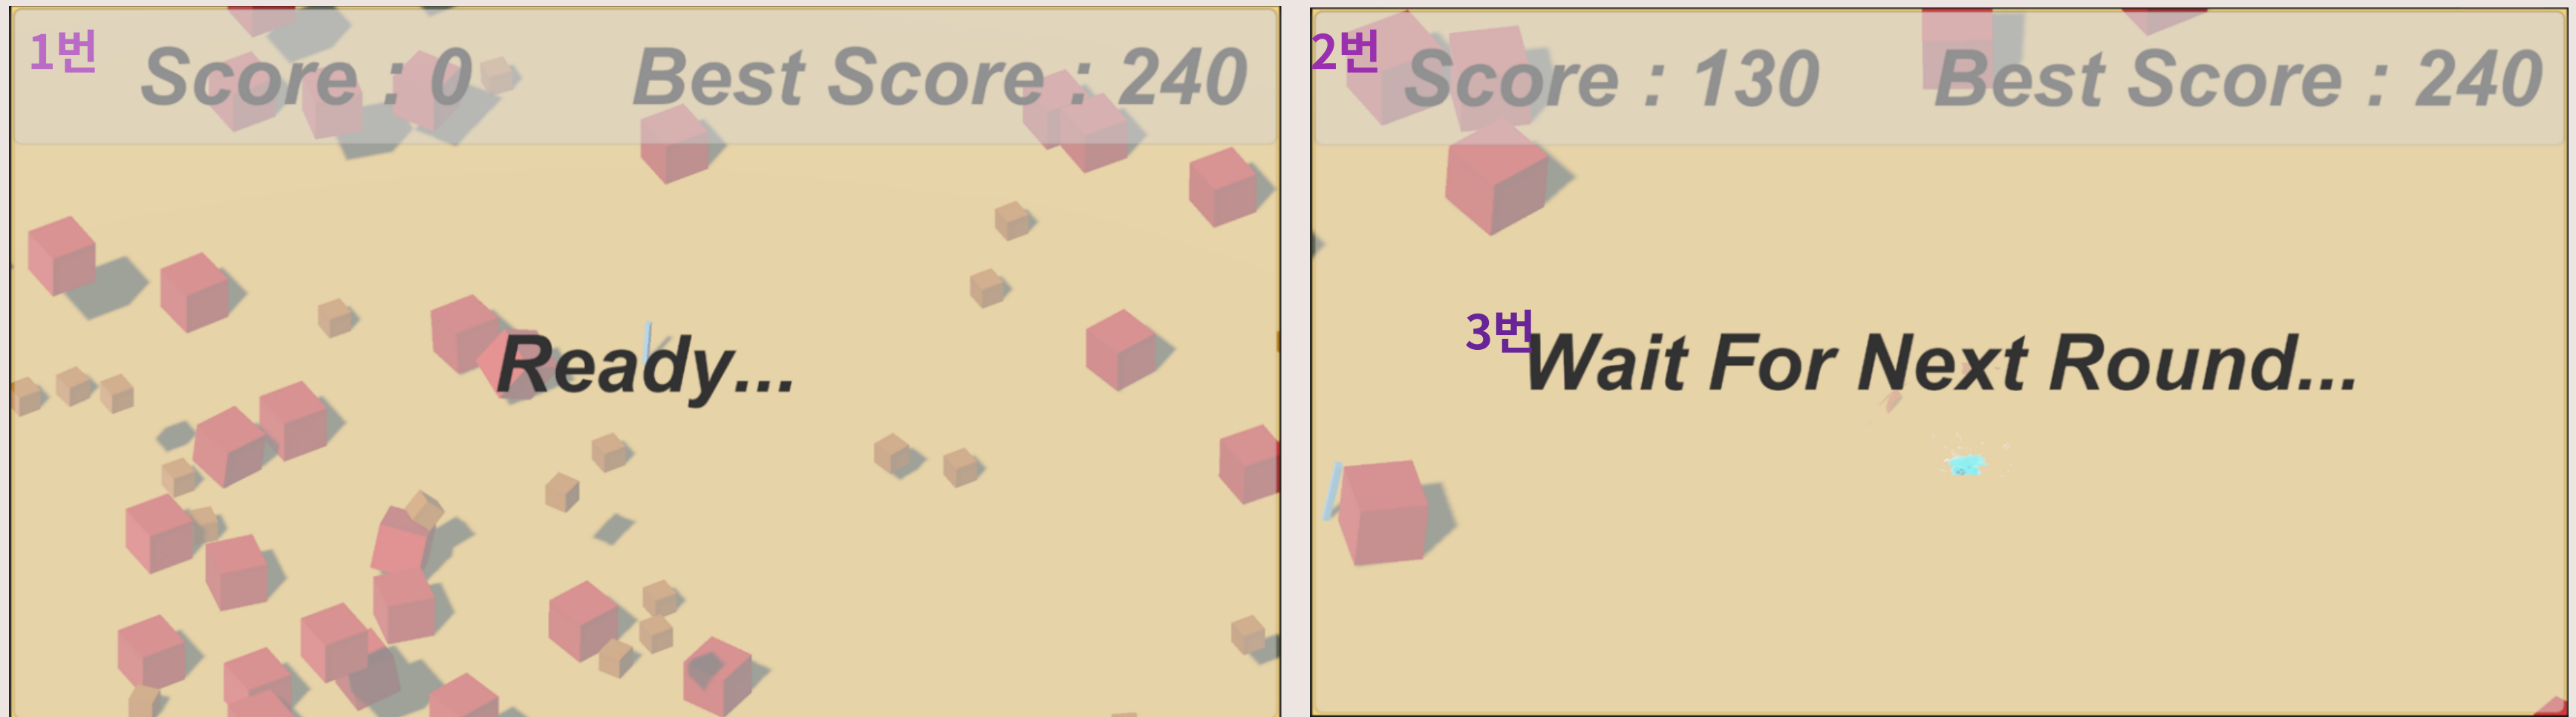 1번
Score : 0 Best Score : 240
Ready...
2번
Score : 130 Best Score : 240
3번
Wait For Next Round...